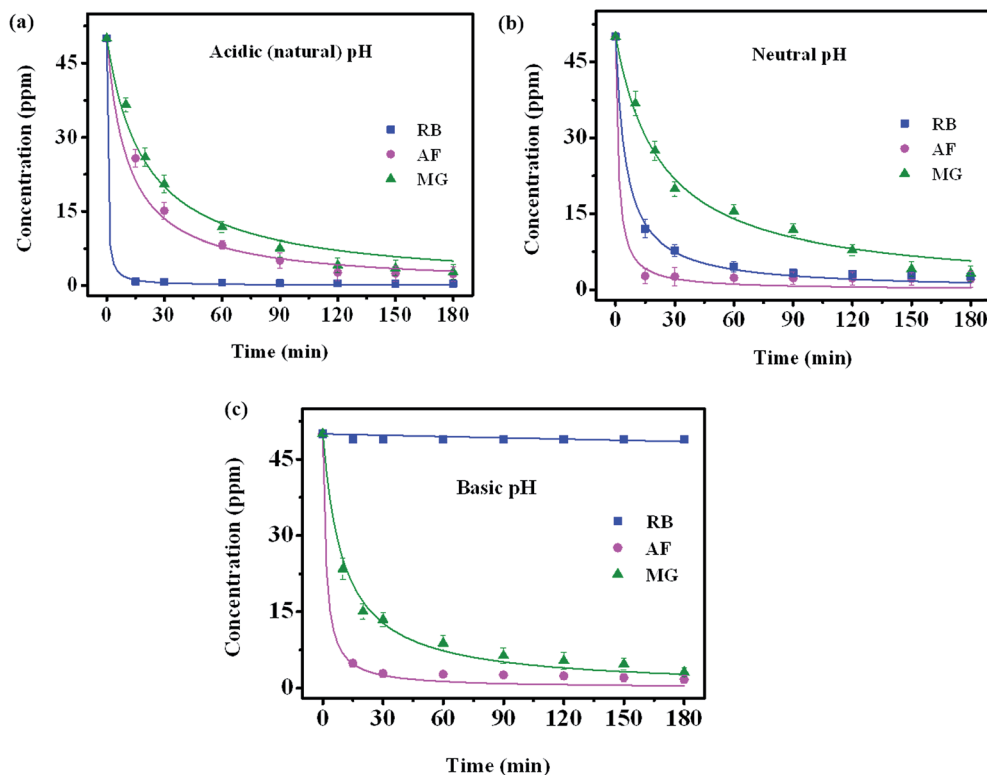 (a)
Acidic (natural) pH
RB
AF
MG
Concentration (ppm)
45
30
15
0
0 30 60 90 120 150 180
Time (min)
(b)
Neutral pH
RB
AF
MG
Concentration (ppm)
45
30
15
0
0 30 60 90 120 150 180
Time (min)
(c)
Basic pH
RB
AF
MG
Concentration (ppm)
45
30
15
0
0 30 60 90 120 150 180
Time (min)